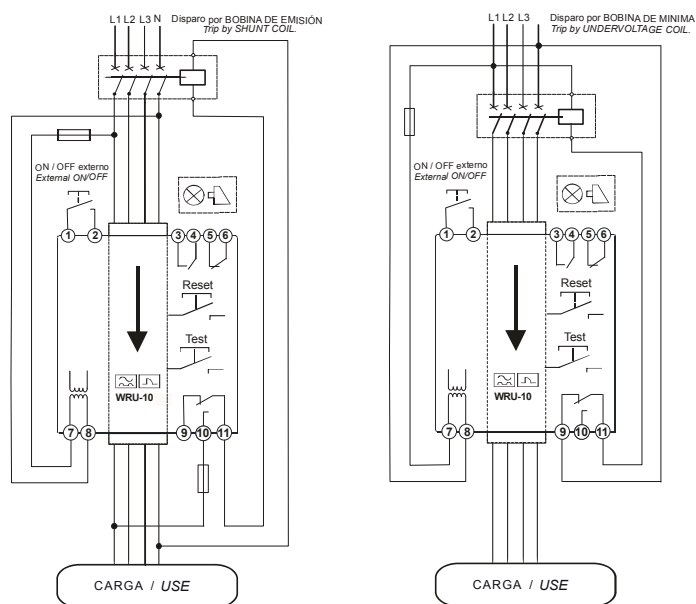 L1 L2 L3 N
Disparo por BOBINA DE EMISIÓN
Trip by SHUNT COIL.
ON / OFF externo
External ON/OFF
1 2 3 4 5 6
Reset
Test
WRU-10
7 8 9 10 11
CARGA / USE
L1 L2 L3
Disparo por BOBINA DE MINIMA
Trip by UNDERVOLTAGE COIL.
ON / OFF externo
External ON/OFF
1 2 3 4 5 6
Reset
Test
WRU-10
7 8 9 10 11
CARGA / USE